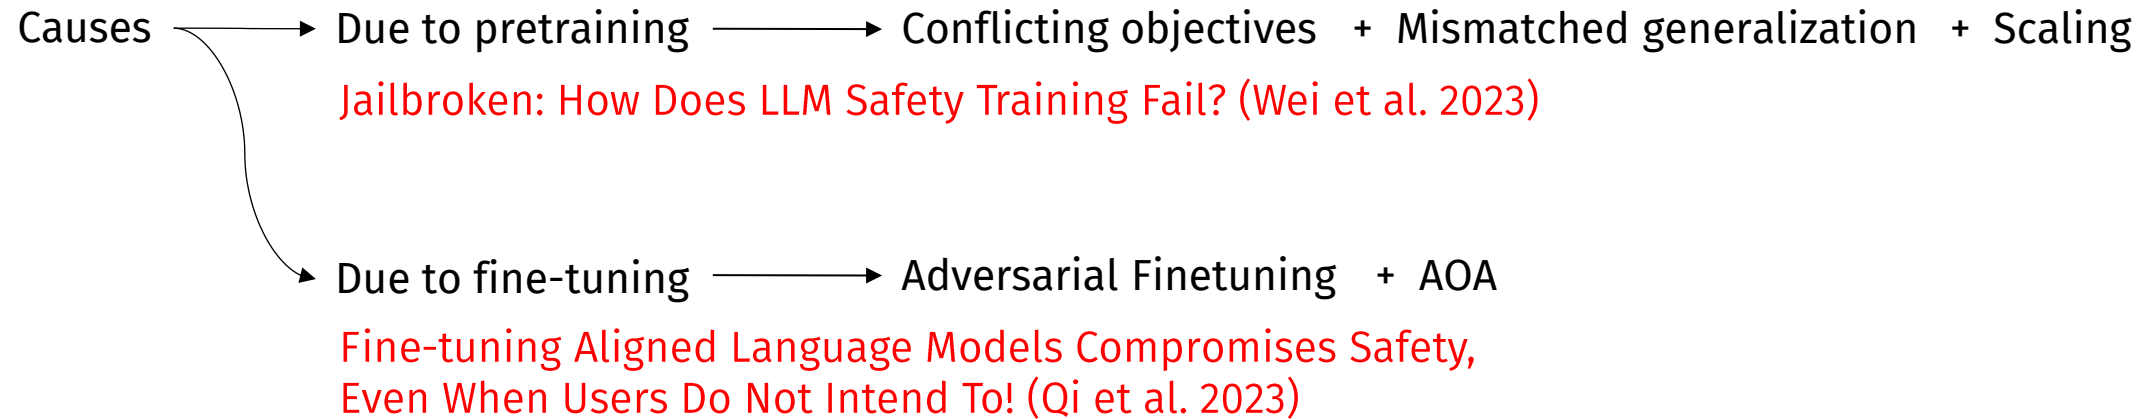 Causes Due to pretraining Conflicting objectives + Mismatched generalization + Scaling
Jailbroken: How Does LLM Safety Training Fail? (Wei et al. 2023)
Due to fine-tuning Adversarial Finetuning + AOA
Fine-tuning Aligned Language Models Compromises Safety,
Even When Users Do Not Intend To! (Qi et al. 2023)